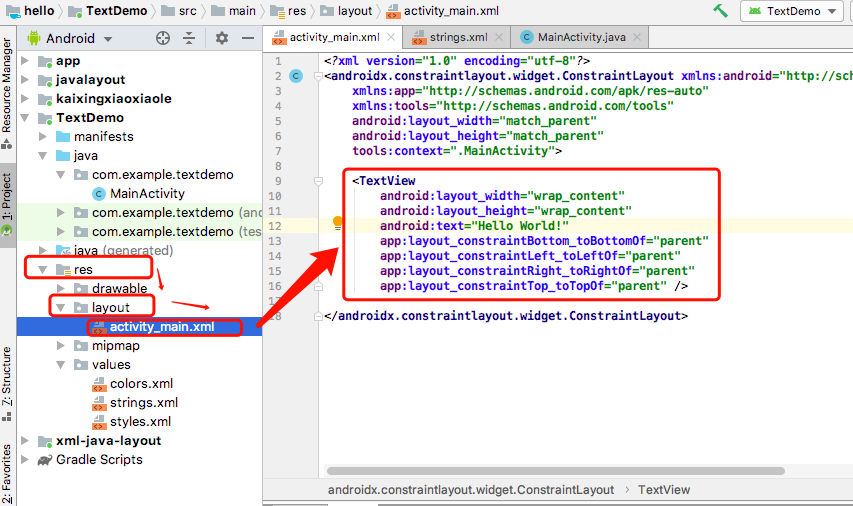 hello TextDemo src main res layout activity_main.xml TextDemo
Android
activity_main.xml strings.xml MainActivity.java
Resource Manager
1: Project
7: Structure
2: Favorites
app
javalayout
kaixingxiaoxiaole
TextDemo
manifests
java
com.example.textdemo
MainActivity
com.example.textdemo (and
com.example.textdemo (tes
java (generated)
res
drawable
layout
activity_main.xml
mipmap
values
colors.xml
strings.xml
styles.xml
xml-java-layout
Gradle Scripts
1 <?xml version="1.0" encoding="utf-8"?>
2 <androidx.constraintlayout.widget.ConstraintLayout xmlns:android="http://sc
3 xmlns:app="http://schemas.android.com/apk/res-auto"
4 xmlns:tools="http://schemas.android.com/tools"
5 android:layout_width="match_parent"
6 android:layout_height="match_parent"
7 tools:context=".MainActivity">
8
9 <TextView
10 android:layout_width="wrap_content"
11 android:layout_height="wrap_content"
12 android:text="Hello World!"
13 app:layout_constraintBottom_toBottomOf="parent"
14 app:layout_constraintLeft_toLeftOf="parent"
15 app:layout_constraintRight_toRightOf="parent"
16 app:layout_constraintTop_toTopOf="parent" />
18 </androidx.constraintlayout.widget.ConstraintLayout>
androidx.constraintlayout.widget.ConstraintLayout TextView